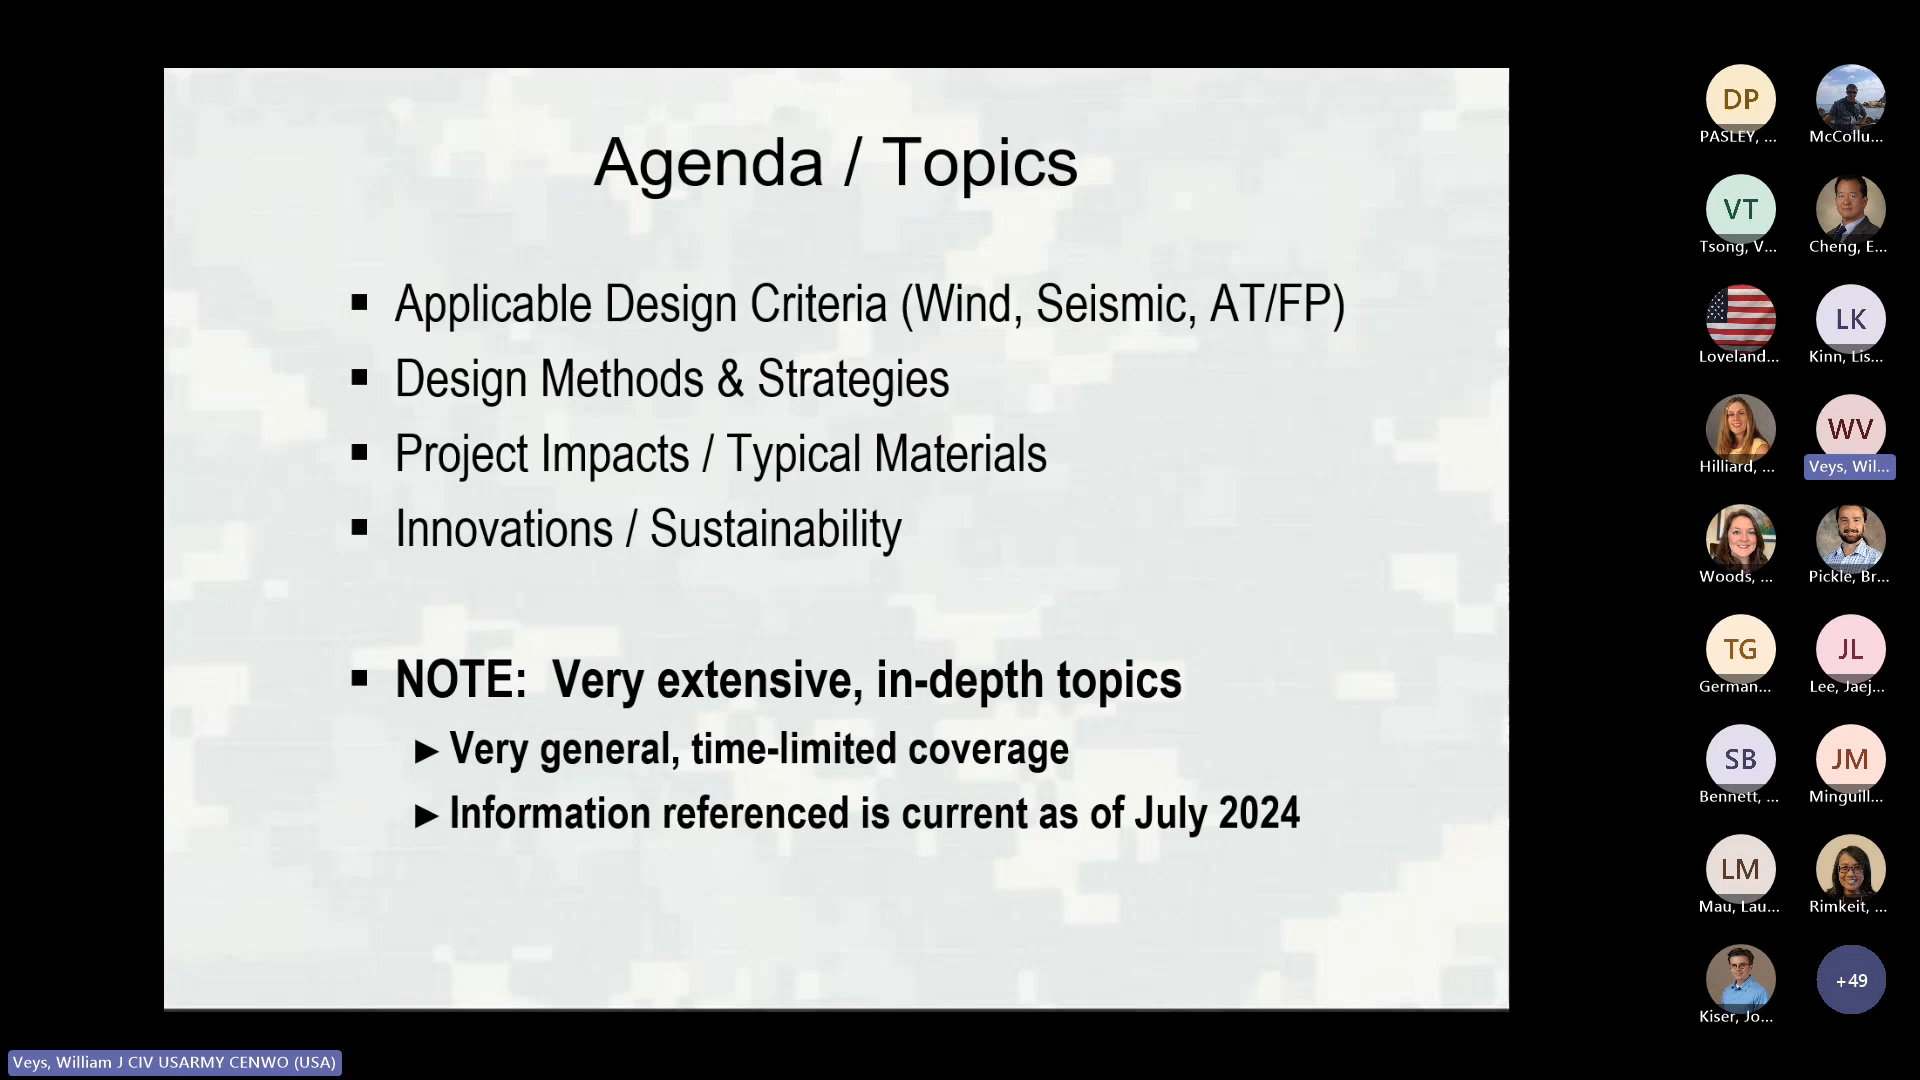 Agenda / Topics
▪ Applicable Design Criteria (Wind, Seismic, AT/FP)
▪ Design Methods & Strategies
▪ Project Impacts / Typical Materials
▪ Innovations / Sustainability
▪ NOTE:  Very extensive, in-depth topics
► Very general, time-limited coverage
► Information referenced is current as of July 2024
DP
PASLEY, ...
McCollu...
VT
Tsong, V...
Cheng, E...
Loveland...
LK
Kinn, Lis...
Hilliard, ...
WV
Veys, Wil...
Woods, ...
Pickle, Br...
TG
German...
JL
Lee, Jaej...
SB
Bennett, ...
JM
Minguill...
LM
Mau, Lau...
Rimkeit, ...
Kiser, Jo...
+49
Veys, William J CIV USARMY CENWO (USA)